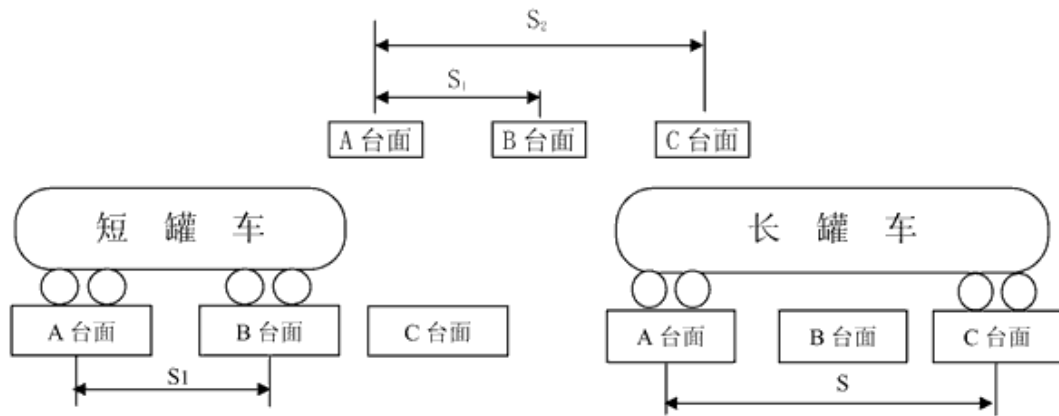 S₂
S₁
A 台面 B 台面 C 台面
短 罐 车 长 罐 车
A 台面 B 台面 C 台面 A 台面 B 台面 C 台面
S1 S